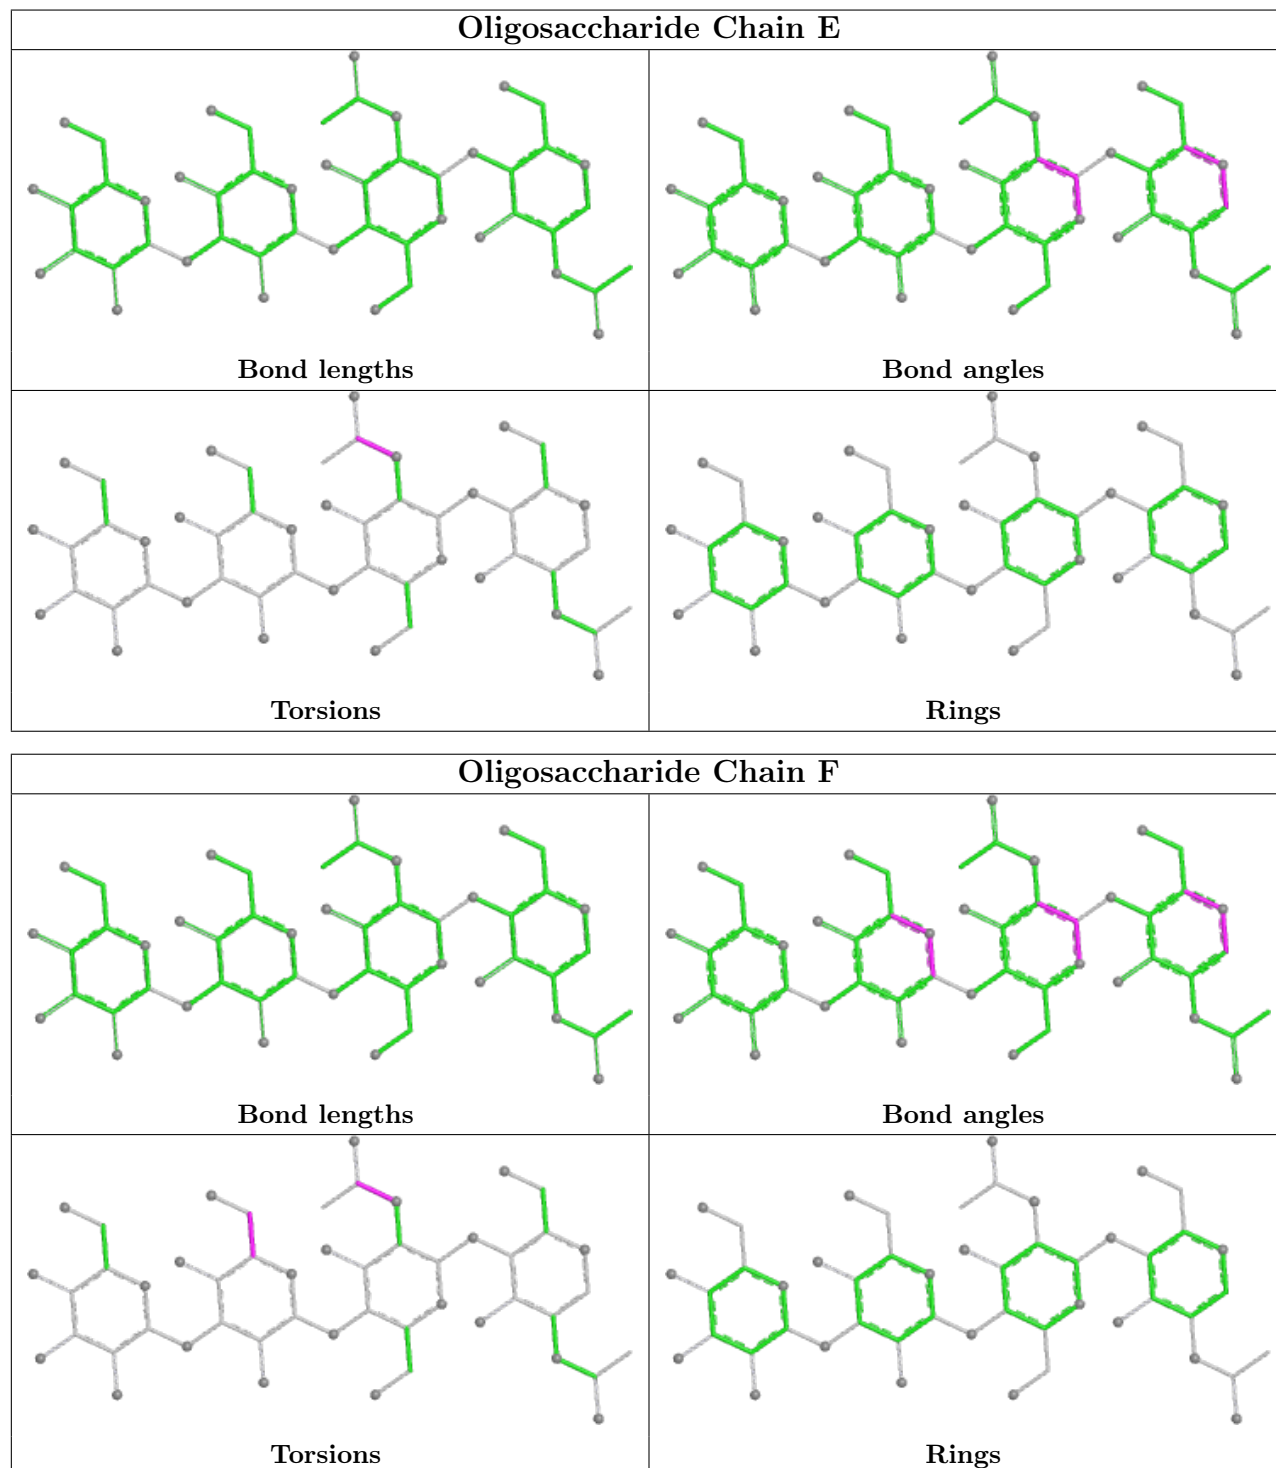 Oligosaccharide Chain E
Bond lengths
Bond angles
Torsions
Rings
Oligosaccharide Chain F
Bond lengths
Bond angles
Torsions
Rings